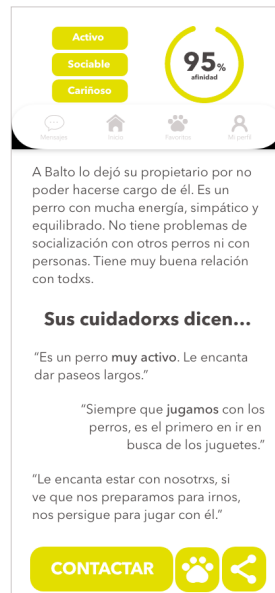 Activo
Sociable
Cariñoso
95%
afinidad
Mensajes
Inicio
Favoritos
Mi perfil
A Balto lo dejó su propietario por no
poder hacerse cargo de él. Es un
perro con mucha energía, simpático y
equilibrado. No tiene problemas de
socialización con otros perros ni con
personas. Tiene muy buena relación
con todxs.
Sus cuidadorxs dicen...
“Es un perro muy activo. Le encanta
dar paseos largos.”
“Siempre que jugamos con los
perros, es el primero en ir en
busca de los juguetes.”
“Le encanta estar con nosotrxs, si
ve que nos preparamos para irnos,
nos persigue para jugar con él.”
CONTACTAR